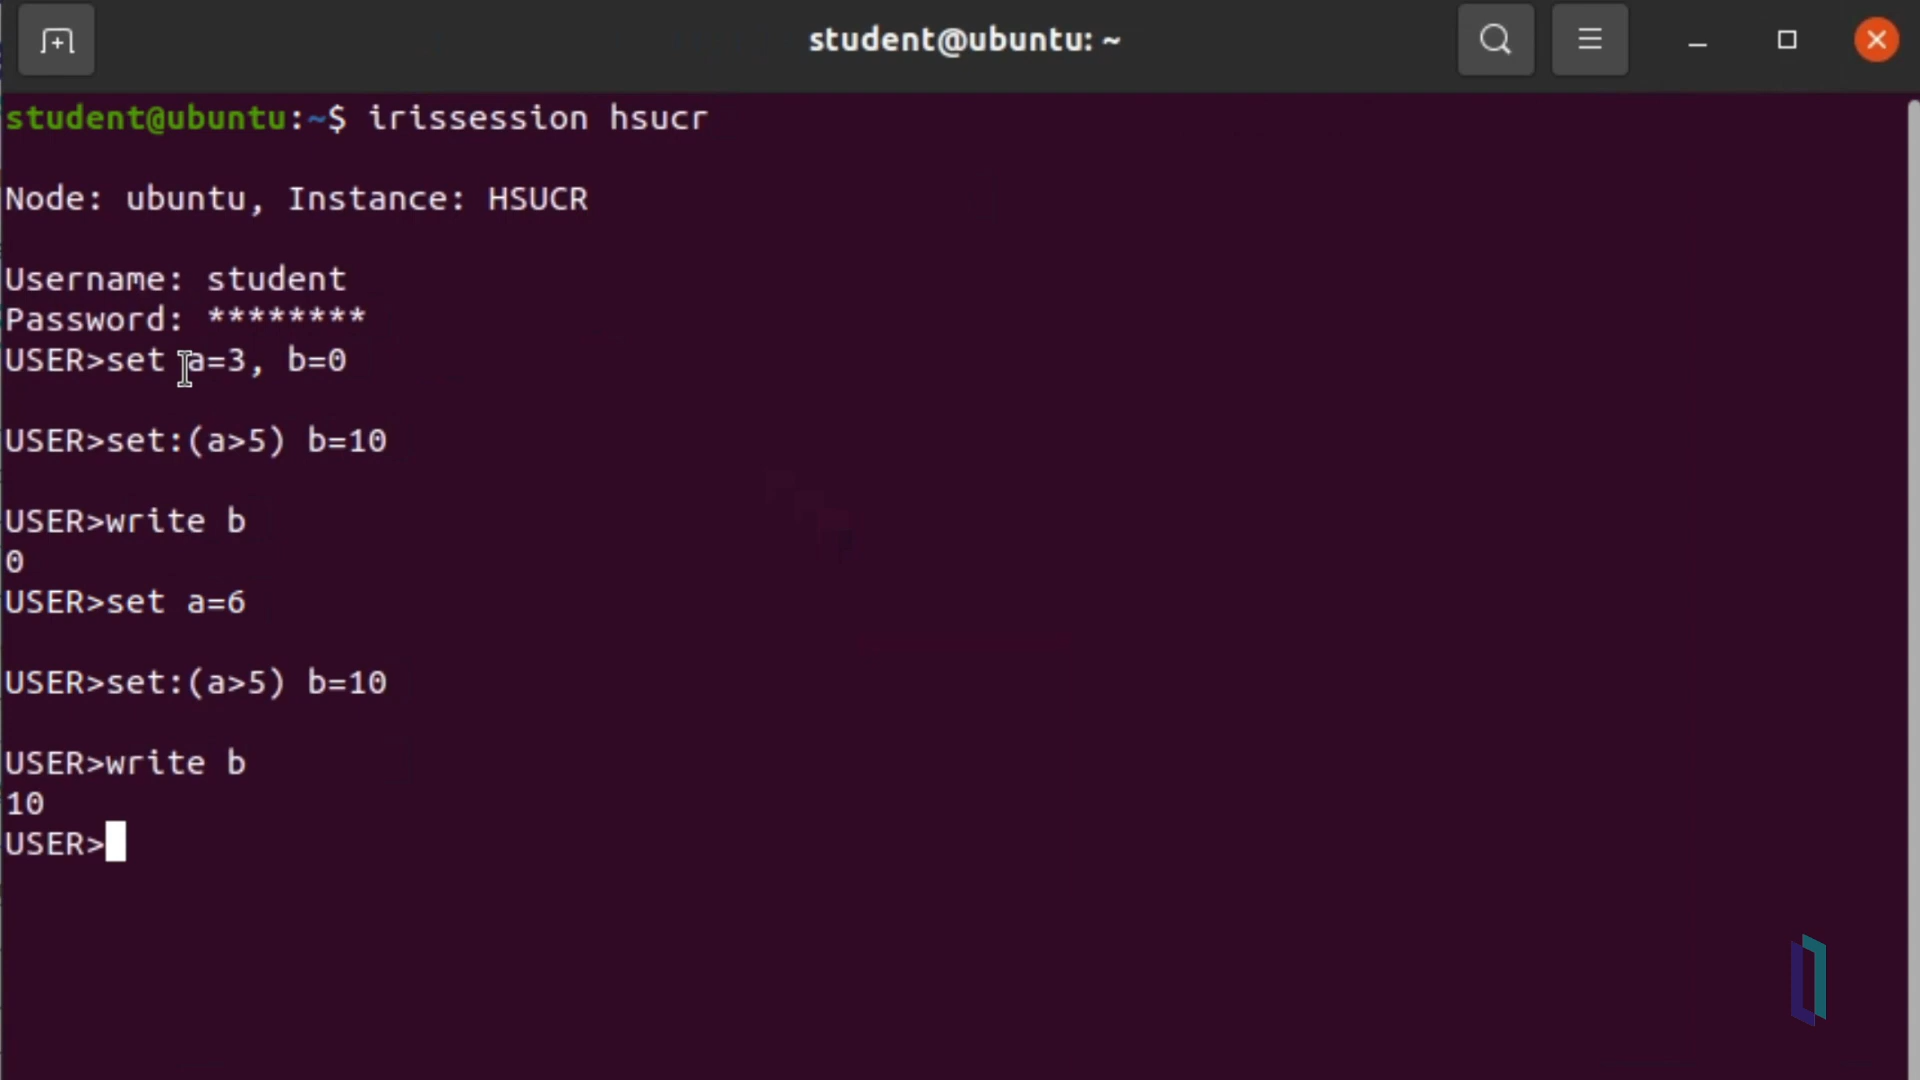 student@ubuntu: ~
student@ubuntu:~$ irissession hsucr
Node: ubuntu, Instance: HSUCR
Username: student
Password: ********
USER>set a=3, b=0
USER>set:(a>5) b=10
USER>write b
0
USER>set a=6
USER>set:(a>5) b=10
USER>write b
10
USER>